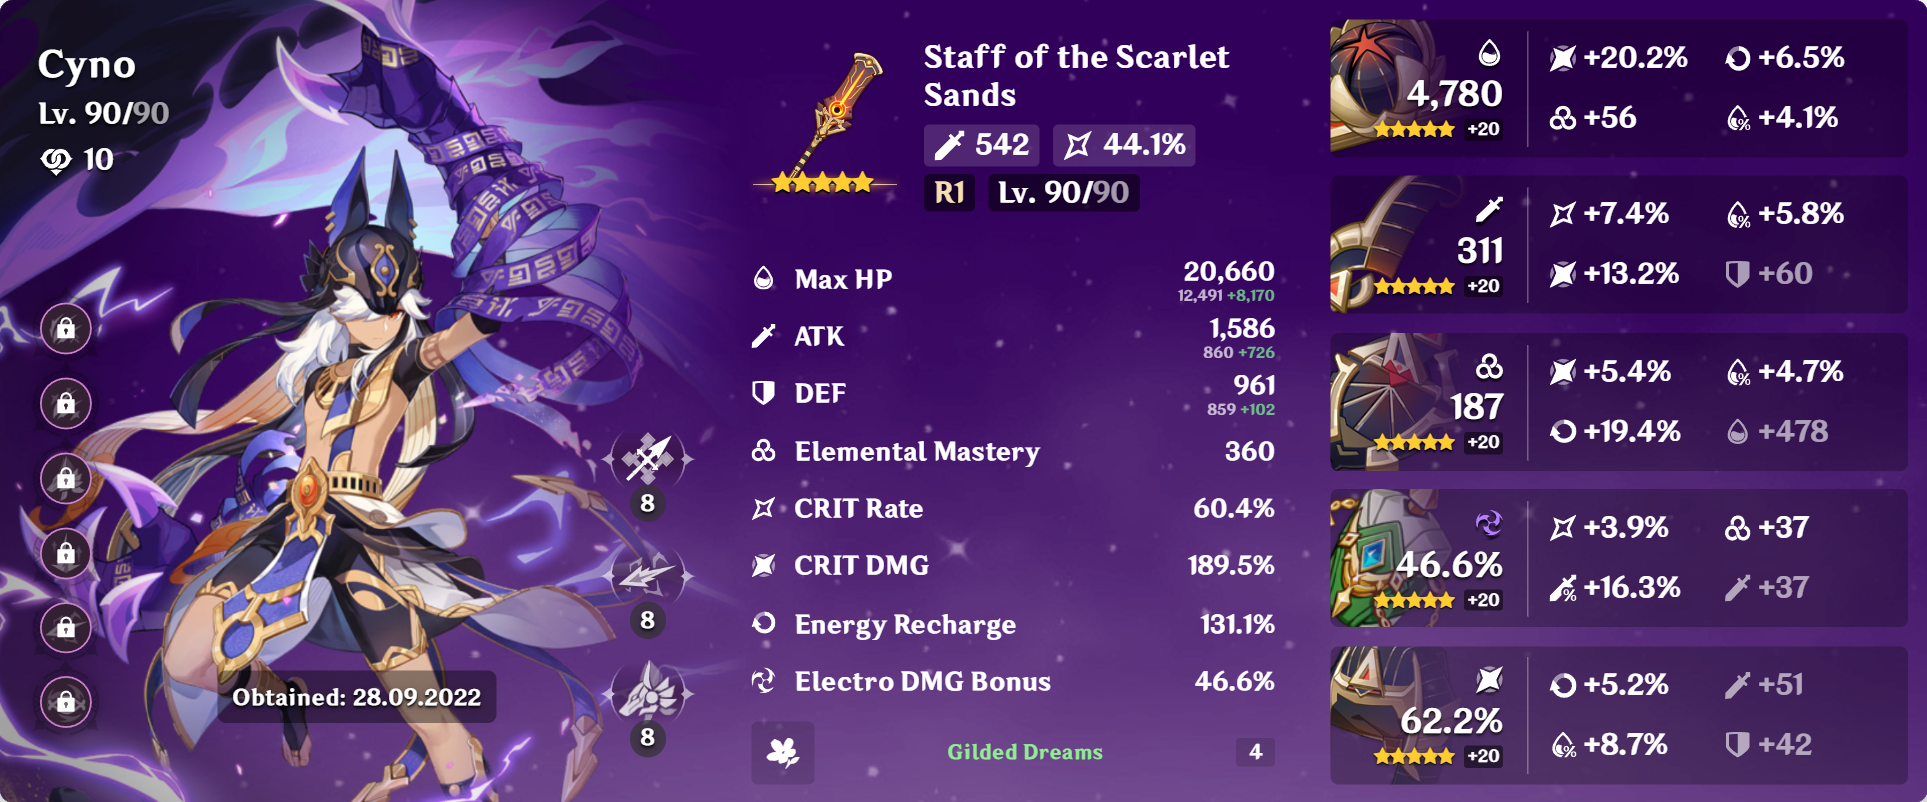 Cyno
Lv. 90/90
10
Obtained: 28.09.2022
8
8
8
Staff of the Scarlet
Sands
542 44.1%
R1 Lv. 90/90
Max HP 20,660
12,491 +8,170
ATK 1,586
860 +726
DEF 961
859 +102
Elemental Mastery 360
CRIT Rate 60.4%
CRIT DMG 189.5%
Energy Recharge 131.1%
Electro DMG Bonus 46.6%
Gilded Dreams 4
4,780
+20
+20.2% +6.5%
+56 +4.1%
311
+20
+7.4% +5.8%
+13.2% +60
187
+20
+5.4% +4.7%
+19.4% +478
46.6%
+20
+3.9% +37
+16.3% +37
62.2%
+20
+5.2% +51
+8.7% +42